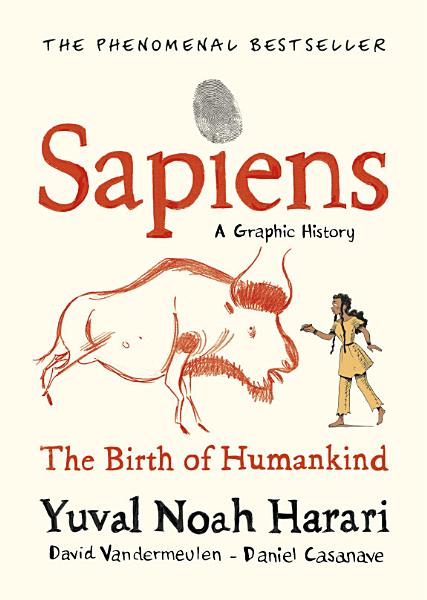 THE PHENOMENAL BESTSELLER
Sapiens
A Graphic History
The Birth of Humankind
Yuval Noah Harari
David Vandermeulen - Daniel Casanave